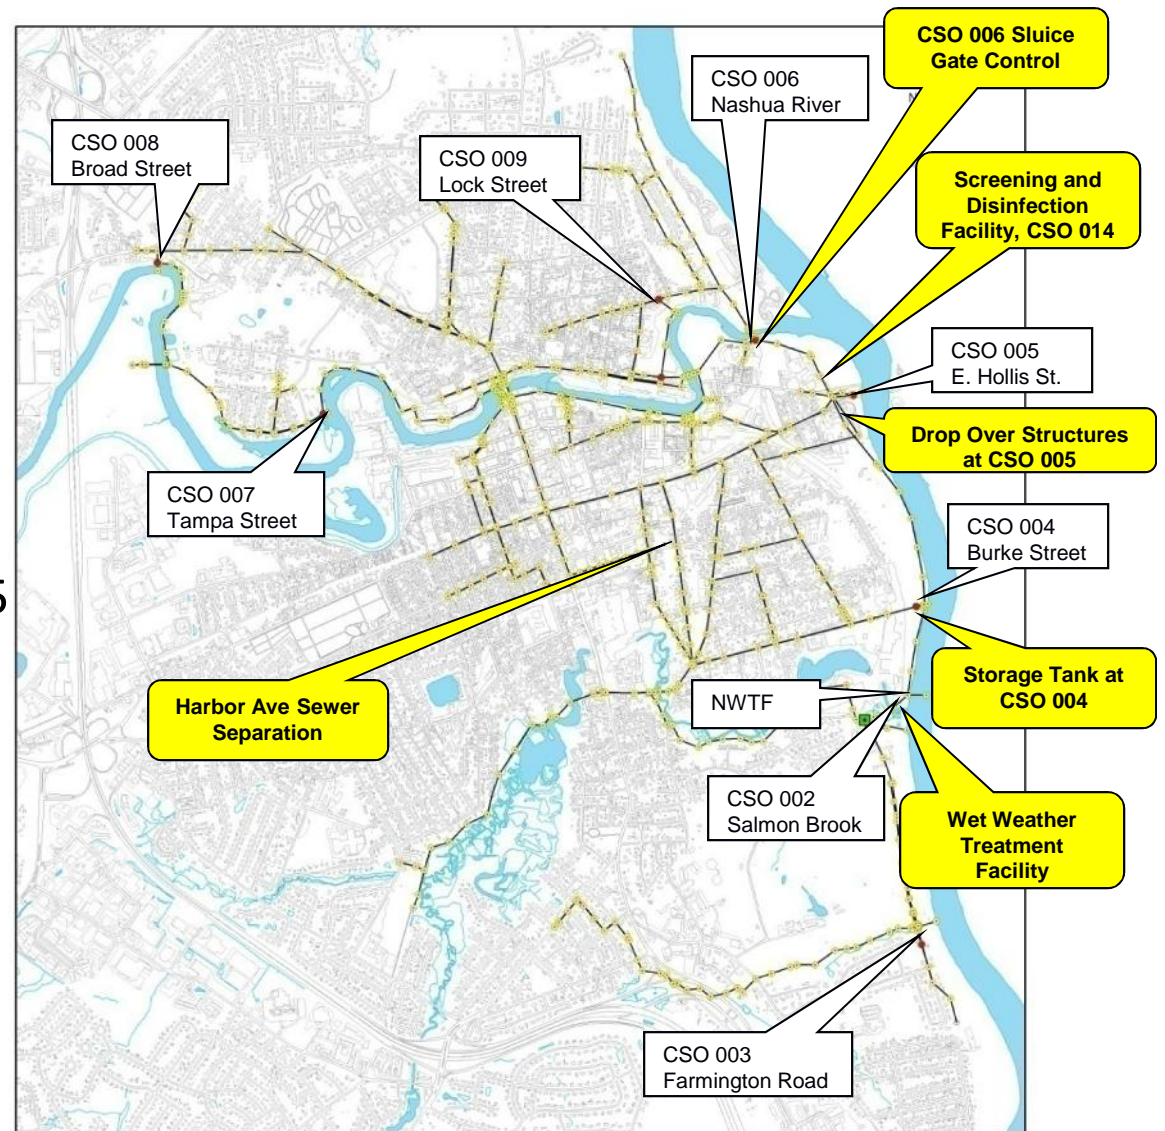 CSO 006 Sluice
Gate Control
CSO 006
Nashua River
N
CSO 008
Broad Street
CSO 009
Lock Street
Screening and
Disinfection
Facility, CSO 014
CSO 005
E. Hollis St.
Drop Over Structures
at CSO 005
CSO 007
Tampa Street
CSO 004
Burke Street
5
Storage Tank at
CSO 004
Harbor Ave Sewer
Separation
NWTF
CSO 002
Salmon Brook
Wet Weather
Treatment
Facility
CSO 003
Farmington Road